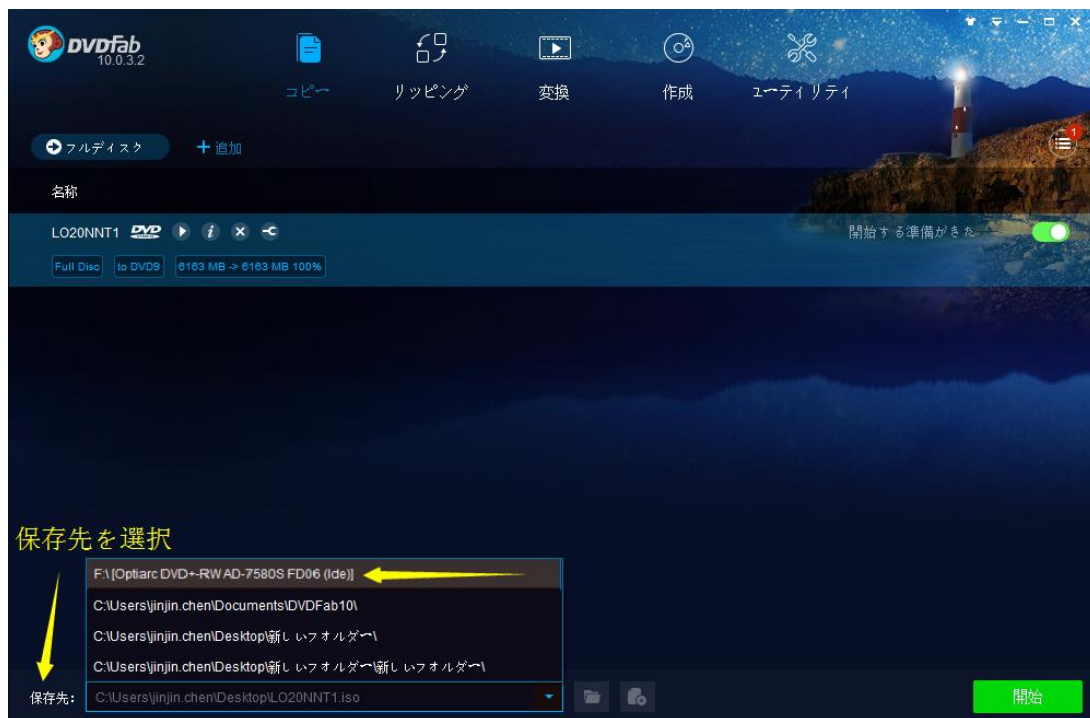 DVDFab
10.0.3.2
コピー リッピング 変換 作成 ユーティリティ
フルディスク 追加 1
名称
LO20NNT1 DVD 開始する準備がきた
Full Disc to DVD9 6163 MB -> 6163 MB 100%
保存先を選択
F:\ [Optiarc DVD+-RW AD-7580S FD06 (Ide)]
C:\Users\jinjin.chen\Documents\DVDFab10\
C:\Users\jinjin.chen\Desktop\新しいフォルダー\
C:\Users\jinjin.chen\Desktop\新しいフォルダー\新しいフォルダー\
保存先: C:\Users\jinjin.chen\Desktop\LO20NNT1.iso 開始